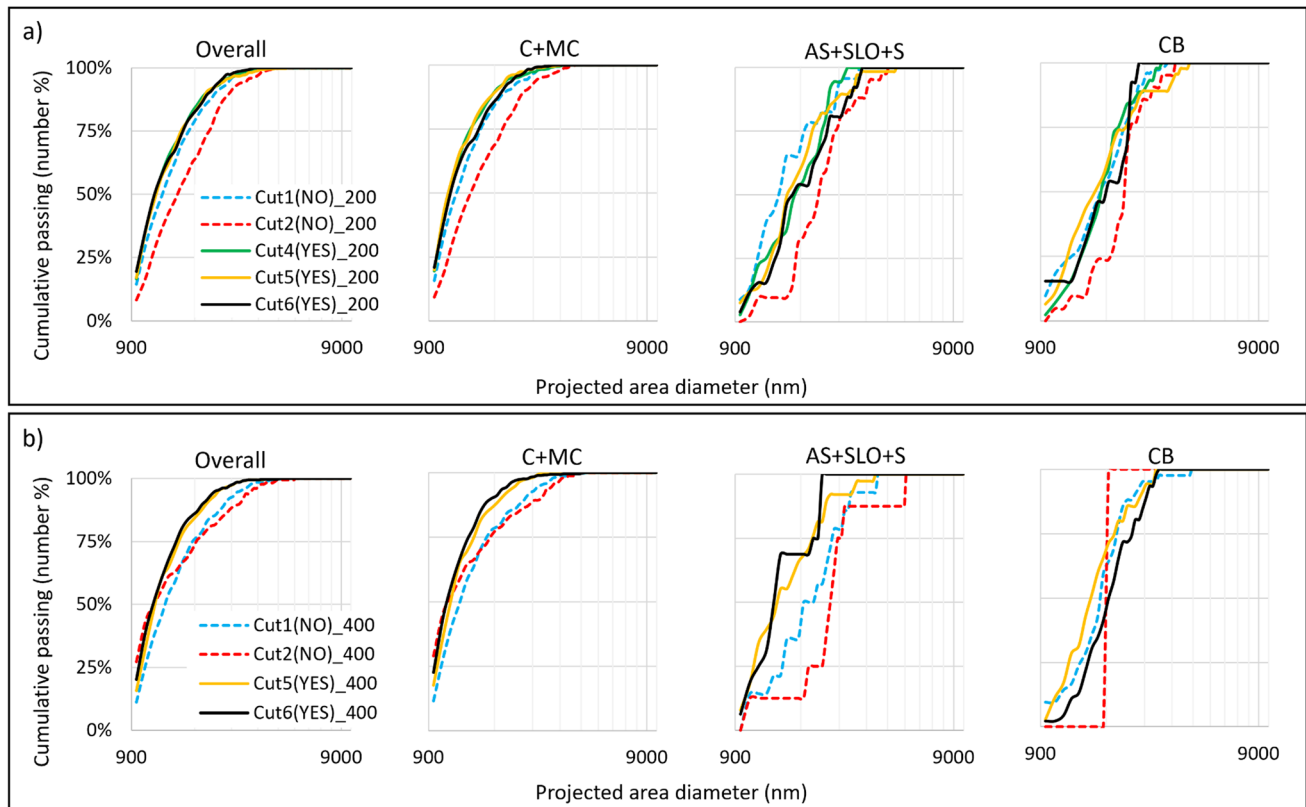 a)
Overall
C+MC
AS+SLO+S
CB
Cumulative passing (number %)
100%
75%
50%
25%
0%
Cut1(NO)_200
Cut2(NO)_200
Cut4(YES)_200
Cut5(YES)_200
Cut6(YES)_200
900
9000
900
9000
900
9000
900
9000
Projected area diameter (nm)
b)
Overall
C+MC
AS+SLO+S
CB
Cumulative passing (number %)
100%
75%
50%
25%
0%
Cut1(NO)_400
Cut2(NO)_400
Cut5(YES)_400
Cut6(YES)_400
900
9000
900
9000
900
9000
900
9000
Projected area diameter (nm)